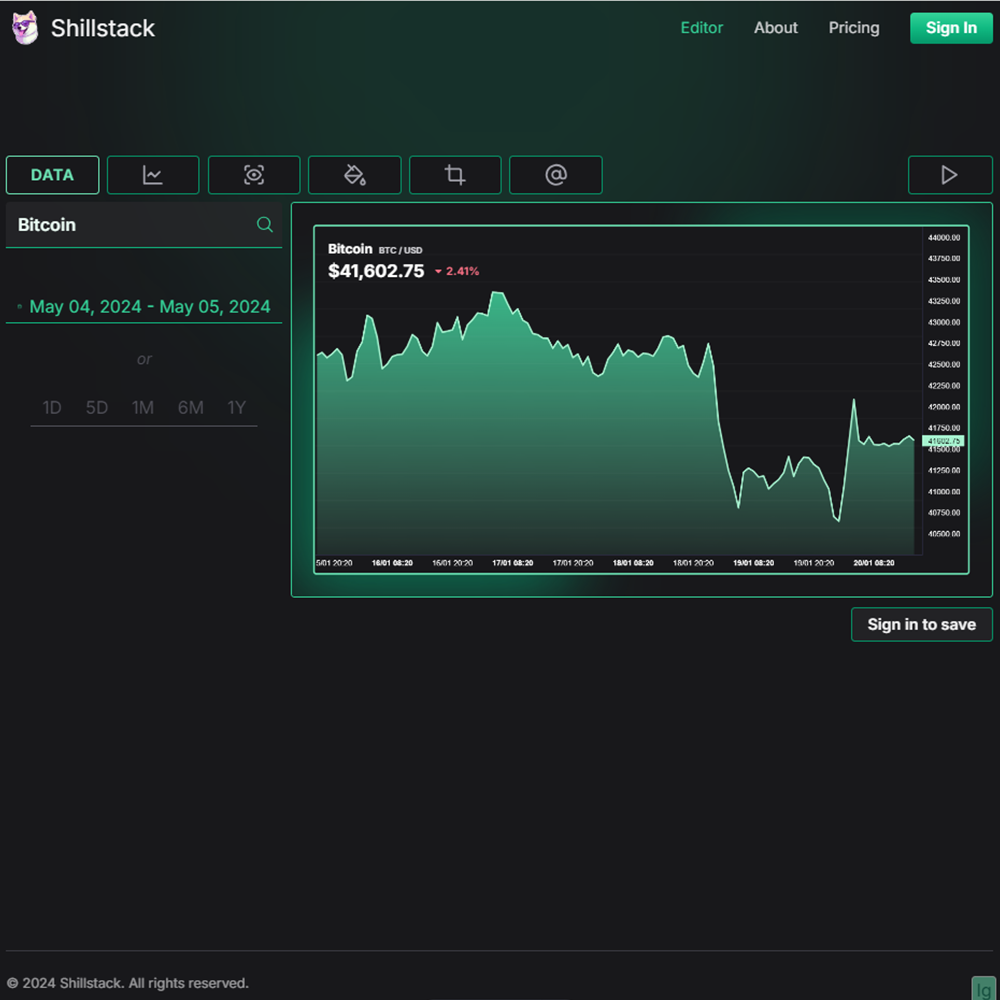 Shillstack
Editor About Pricing Sign In
DATA
Bitcoin
May 04, 2024 - May 05, 2024
or
1D 5D 1M 6M 1Y
Bitcoin BTC / USD
$41,602.75 2.41%
44000.00
43750.00
43500.00
43250.00
43000.00
42750.00
42500.00
42250.00
42000.00
41750.00
41602.75
41500.00
41250.00
41000.00
40750.00
40500.00
5/01 20:20 16/01 08:20 16/01 20:20 17/01 08:20 17/01 20:20 18/01 08:20 18/01 20:20 19/01 08:20 19/01 20:20 20/01 08:20
Sign in to save
© 2024 Shillstack. All rights reserved.
lg